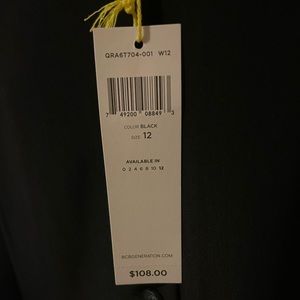 QRA6T704-001 W12
7 49200 08849 3
COLOR BLACK
SIZE 12
AVAILABLE IN
0 2 4 6 8 10 12
BCBGENERATION.COM
$108.00